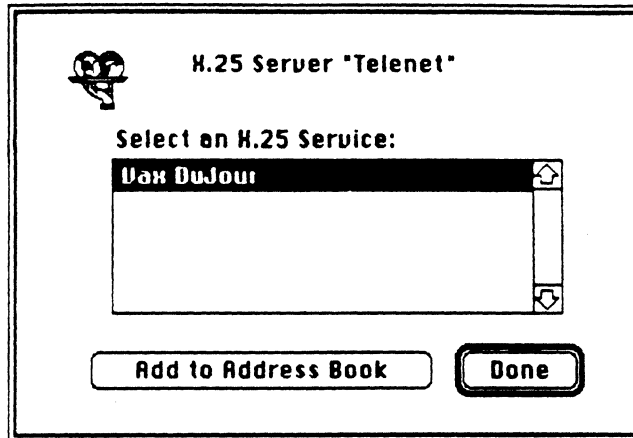 X.25 Server "Telenet"
Select an X.25 Service:
Vax DuJour
Add to Address Book
Done